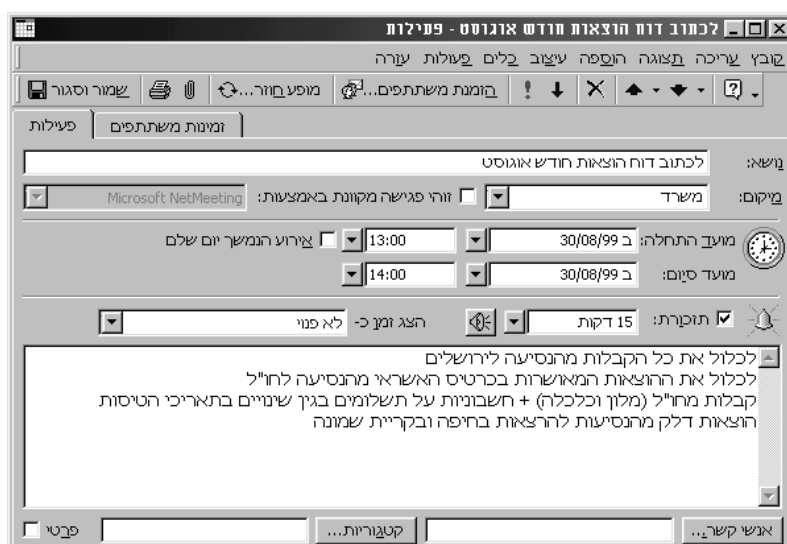 לכתוב דוח הוצאות חודש אוגוסט - פעילות
קובץ עריכה תצוגה הוספה עיצוב כלים פעולות עזרה
שמור וסגור מופע חוזר... הזמנת משתתפים...
פעילות זמינות משתתפים
נושא: לכתוב דוח הוצאות חודש אוגוסט
מיקום: משרד זוהי פגישה מקוונת באמצעות: Microsoft NetMeeting
מועד התחלה: ב 30/08/99 13:00 אירוע הנמשך יום שלם
מועד סיום: ב 30/08/99 14:00
תזכורת: 15 דקות הצג זמן כ- לא פנוי
לכלול את כל הקבלות מהנסיעה לירושלים
לכלול את ההוצאות המאושרות בכרטיס האשראי מהנסיעה לחו"ל
קבלות מחו"ל (מלון וכלכלה) + חשבוניות על תשלומים בגין שינויים בתאריכי הטיסות
הוצאות דלק מהנסיעות להרצאות בחיפה ובקריית שמונה
אנשי קשר... קטגוריות... פרטי